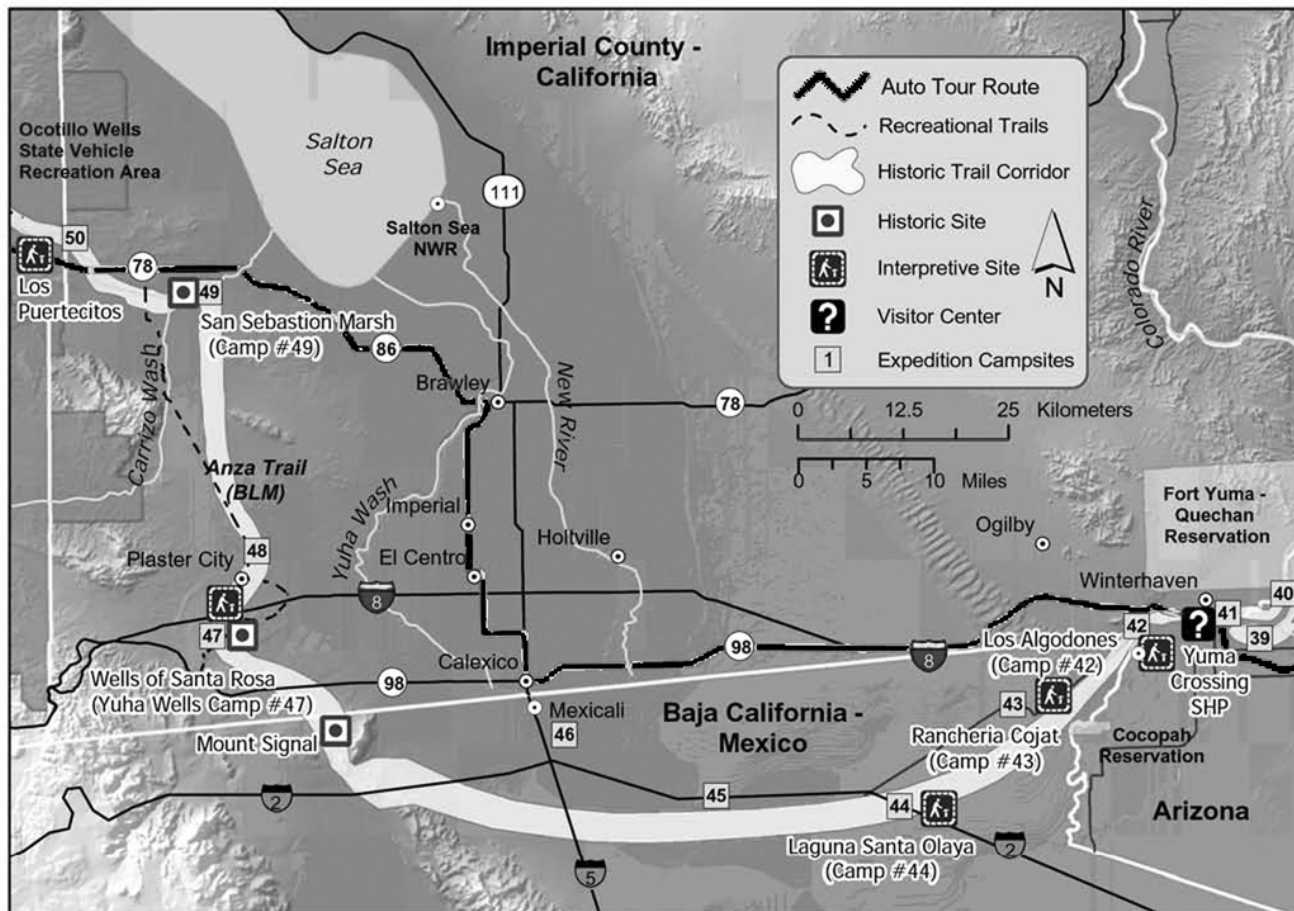 Imperial County -
California
Ocotillo Wells
State Vehicle
Recreation Area
Salton
Sea
111
Salton Sea
NWR
50
78
Los
Puertecitos
49
San Sebastion Marsh
(Camp #49)
86
Brawley
78
Carrizo Wash
New River
Colorado River
Auto Tour Route
Recreational Trails
Historic Trail Corridor
Historic Site
Interpretive Site
N
?
Visitor Center
1
Expedition Campsites
0
12.5
25
Kilometers
0
5
10
Miles
Anza Trail
(BLM)
Yuha Wash
Imperial
El Centro
Holtville
Ogilby
Fort Yuma -
Quechan
Reservation
48
Plaster City
8
Winterhaven
40
41
42
39
?
47
Wells of Santa Rosa
(Yuha Wells Camp #47)
98
Calexico
98
8
Los Algodones
(Camp #42)
Yuma
Crossing
SHP
Mount Signal
Mexicali
46
Baja California -
Mexico
43
Rancheria Cojat
(Camp #43)
Cocopah
Reservation
Arizona
2
45
44
Laguna Santa Olaya
(Camp #44)
2
5